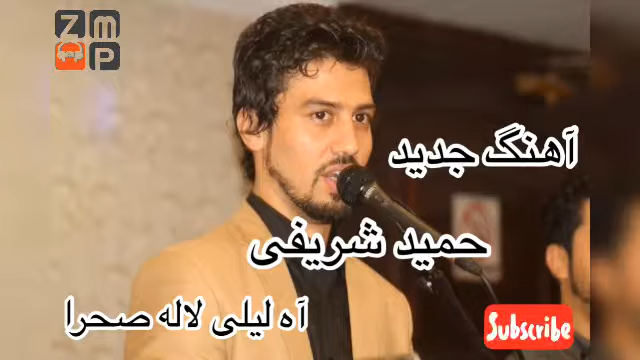 ZM
P
آهنگ جدید
حمید شریفی
آه لیلی لاله صحرا
Subscribe